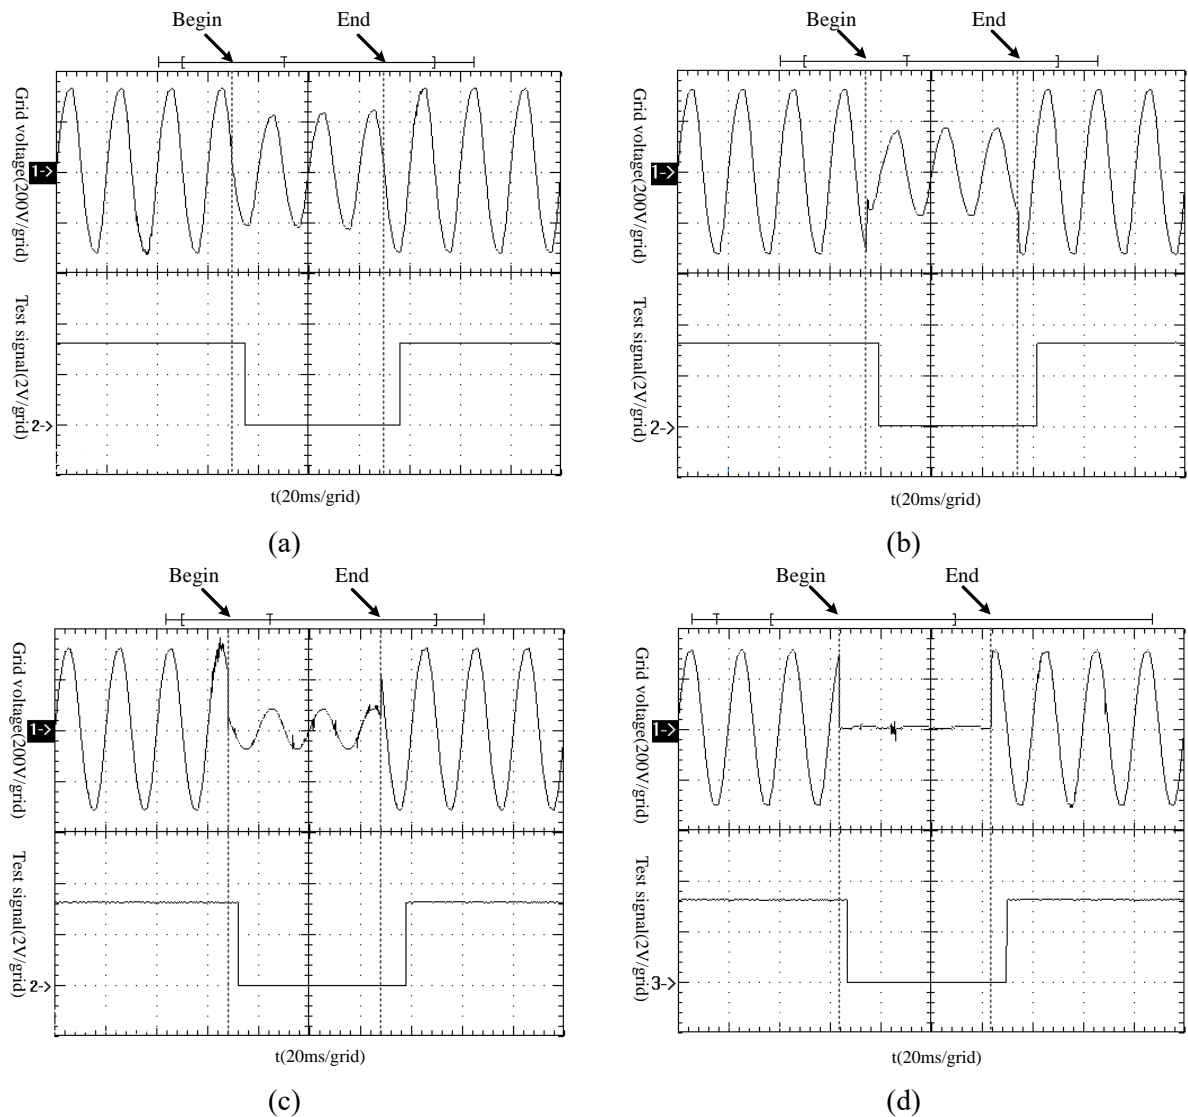 Begin
End
Grid voltage(200V/grid)
1->
Test signal(2V/grid)
2->
t(20ms/grid)
(a)
Begin
End
Grid voltage(200V/grid)
1->
Test signal(2V/grid)
2->
t(20ms/grid)
(b)
Begin
End
Grid voltage(200V/grid)
1->
Test signal(2V/grid)
2->
t(20ms/grid)
(c)
Begin
End
Grid voltage(200V/grid)
1->
Test signal(2V/grid)
3->
t(20ms/grid)
(d)